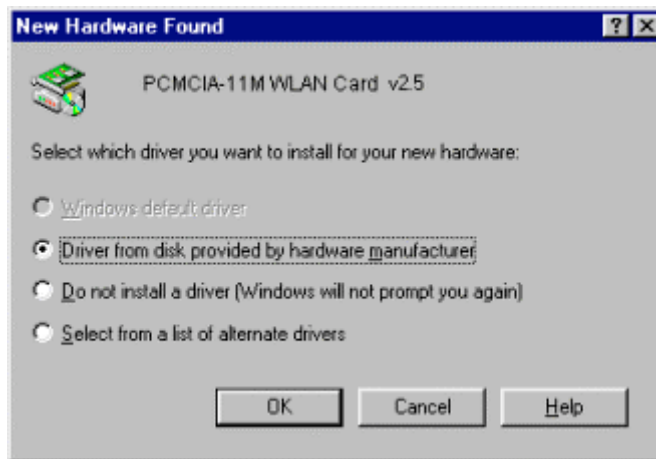 New Hardware Found
PCMCIA-11M WLAN Card v2.5
Select which driver you want to install for your new hardware:
Windows default driver
Driver from disk provided by hardware manufacturer
Do not install a driver (Windows will not prompt you again)
Select from a list of alternate drivers
OK Cancel Help